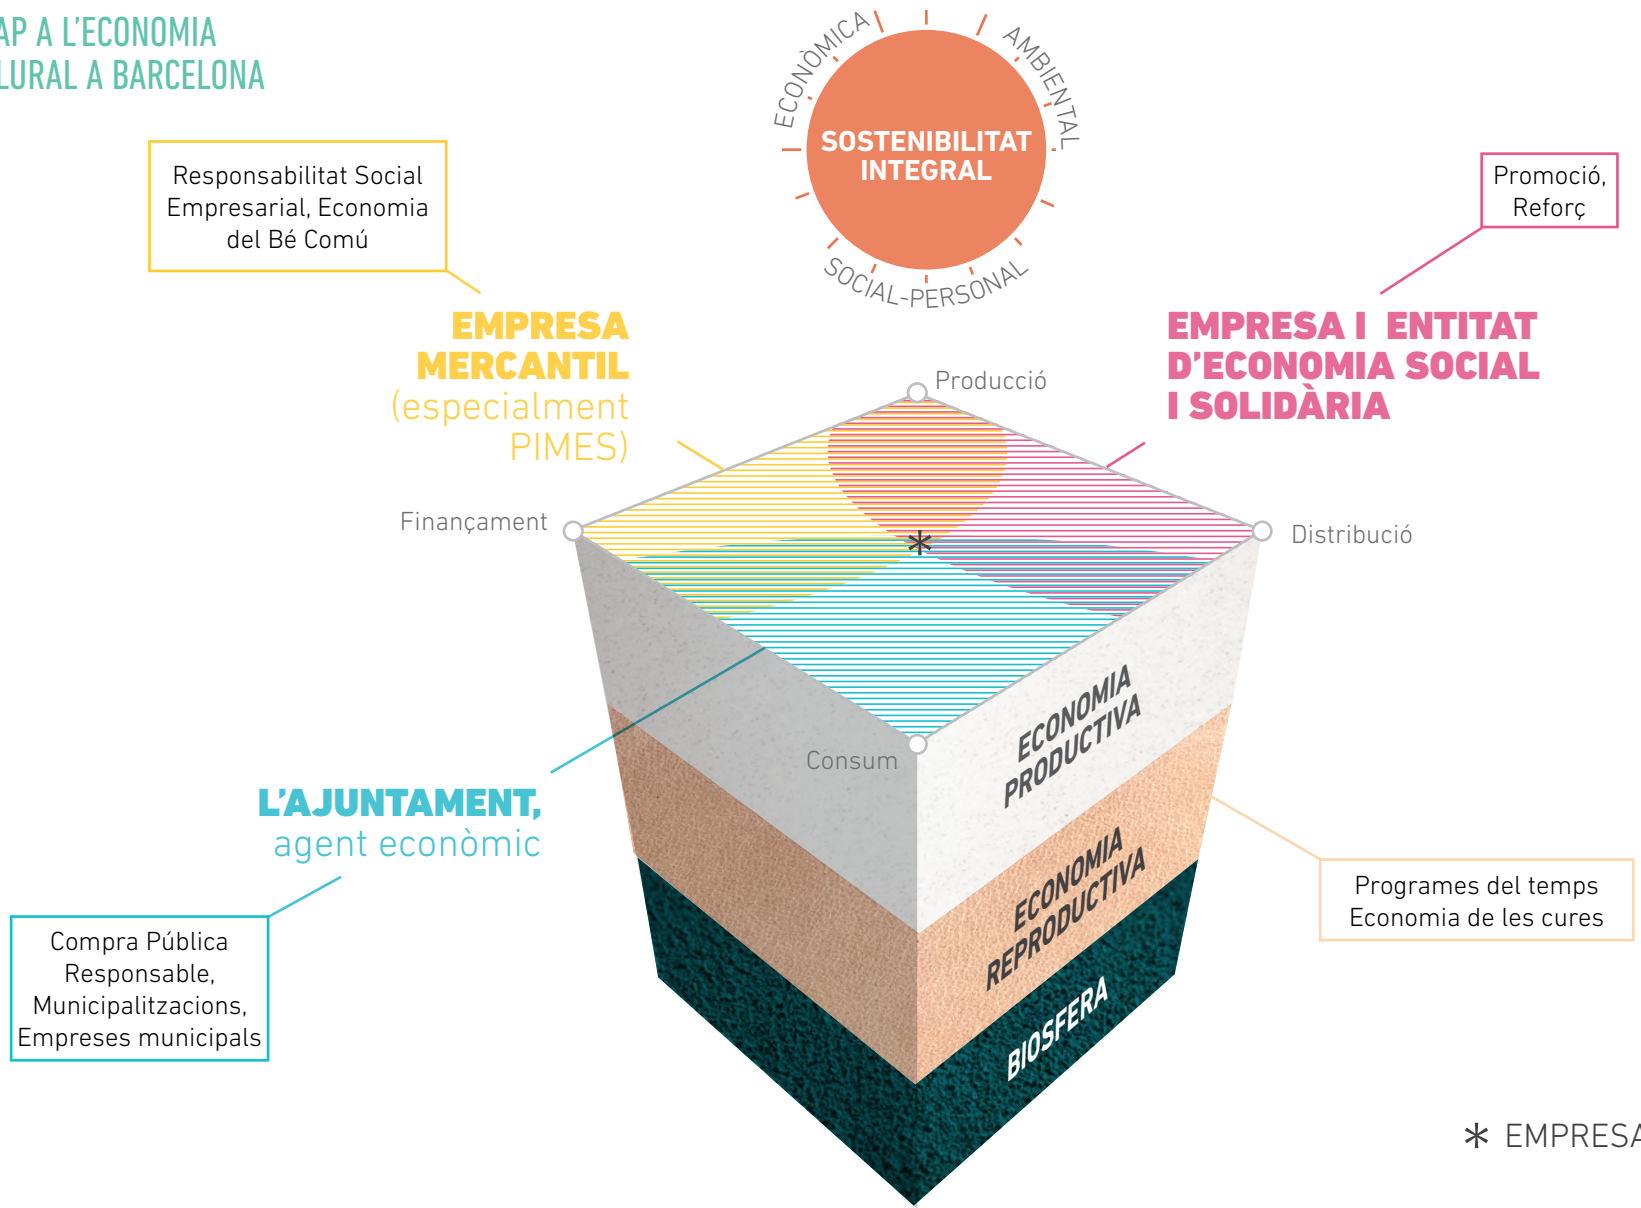 AP A L'ECONOMIA
LURAL A BARCELONA
ECONÒMICA
AMBIENTAL
SOCIAL-PERSONAL
SOSTENIBILITAT
INTEGRAL
Responsabilitat Social
Empresarial, Economia
del Bé Comú
Promoció,
Reforç
EMPRESA
MERCANTIL
(especialment
PIMES)
EMPRESA I ENTITAT
D'ECONOMIA SOCIAL
I SOLIDÀRIA
Producció
Finançament
Distribució
*
Consum
ECONOMIA
PRODUCTIVA
L'AJUNTAMENT,
agent econòmic
ECONOMIA
REPRODUCTIVA
Programes del temps
Economia de les cures
Compra Pública
Responsable,
Municipalitzacions,
Empreses municipals
BIOSFERA
* EMPRESA